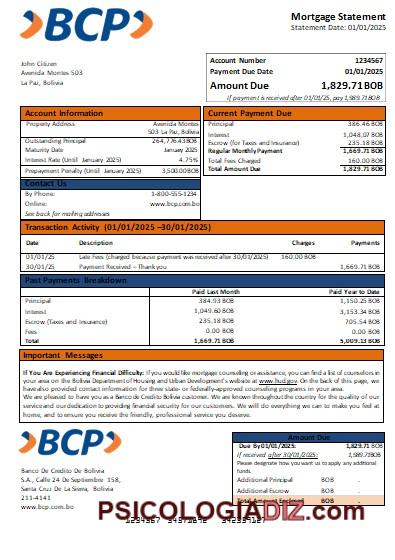 BCP
Mortgage Statement
Statement Date: 01/01/2025
John Citizen
Avenida Montes 503
La Paz, Bolivia
Account Number 1234567
Payment Due Date 01/01/2025
Amount Due 1,829.71BOB
If payment is received after 01/01/25, pay 1,989.71BOB
Account Information
Property Address Avenida Montes
503 La Paz, Bolivia
Outstanding Principal 264,776.43BOB
Maturity Date January 2025
Interest Rate (Until January 2025) 4.75%
Prepayment Penalty (Until January 2025) 3,500.00BOB
Contact Us
By Phone: 1-800-555-1234
Online: www.bcp.com.bo
See back for mailing addresses
Current Payment Due
Principal 386.46 BOB
Interest 1,048.07 BOB
Escrow (for Taxes and Insurance) 235.18 BOB
Regular Monthly Payment 1,669.71 BOB
Total Fees Charged 160.00 BOB
Total Amount Due 1,829.71 BOB
Transaction Activity (01/01/2025 –30/01/2025)
Date Description Charges Payments
01/01/25 Late Fees (charged because payment was received after 30/01/2025) 160.00 BOB
30/01/25 Payment Received – Thank you 1,669.71 BOB
Past Payments Breakdown
Paid Last Month Paid Year to Date
Principal 384.93 BOB 1,150.25 BOB
Interest 1,049.60 BOB 3,153.34 BOB
Escrow (Taxes and Insurance) 235.18 BOB 705.54 BOB
Fees 0.00 BOB 0.00 BOB
Total 1,669.71 BOB 5,009.13 BOB
Important Messages
If You Are Experiencing Financial Difficulty: If you would like mortgage counseling or assistance, you can find a list of counselors in
your area on the Bolivia Department of Housing and Urban Development's website at www.hud.gov. On the back of this page, we
have also provided contact information for three state- or federally-approved counseling programs in your area.
We are pleased to have you as a Banco De Credito Bolivia customer. We are known throughout the country for the quality of our
service and our dedication to providing financial security for our customers. We will do everything we can to make you feel at
home, and to ensure you receive the friendly, professional service you deserve.
BCP
Banco De Credito De Bolivia
S.A., Calle 24 De Septiembre 158,
Santa Cruz De La Sierra, Bolivia
211-4141
www.bcp.com.bo
Amount Due
Due By 01/01/2025: 1,829.71 BOB
If received after 30/01/2025: 1,989.71BOB
Please designate how you want us to apply any additional
funds.
Additional Principal BOB .
Additional Escrow BOB .
Total Amount Enclosed BOB .
PSICOLOGIADIZ.com